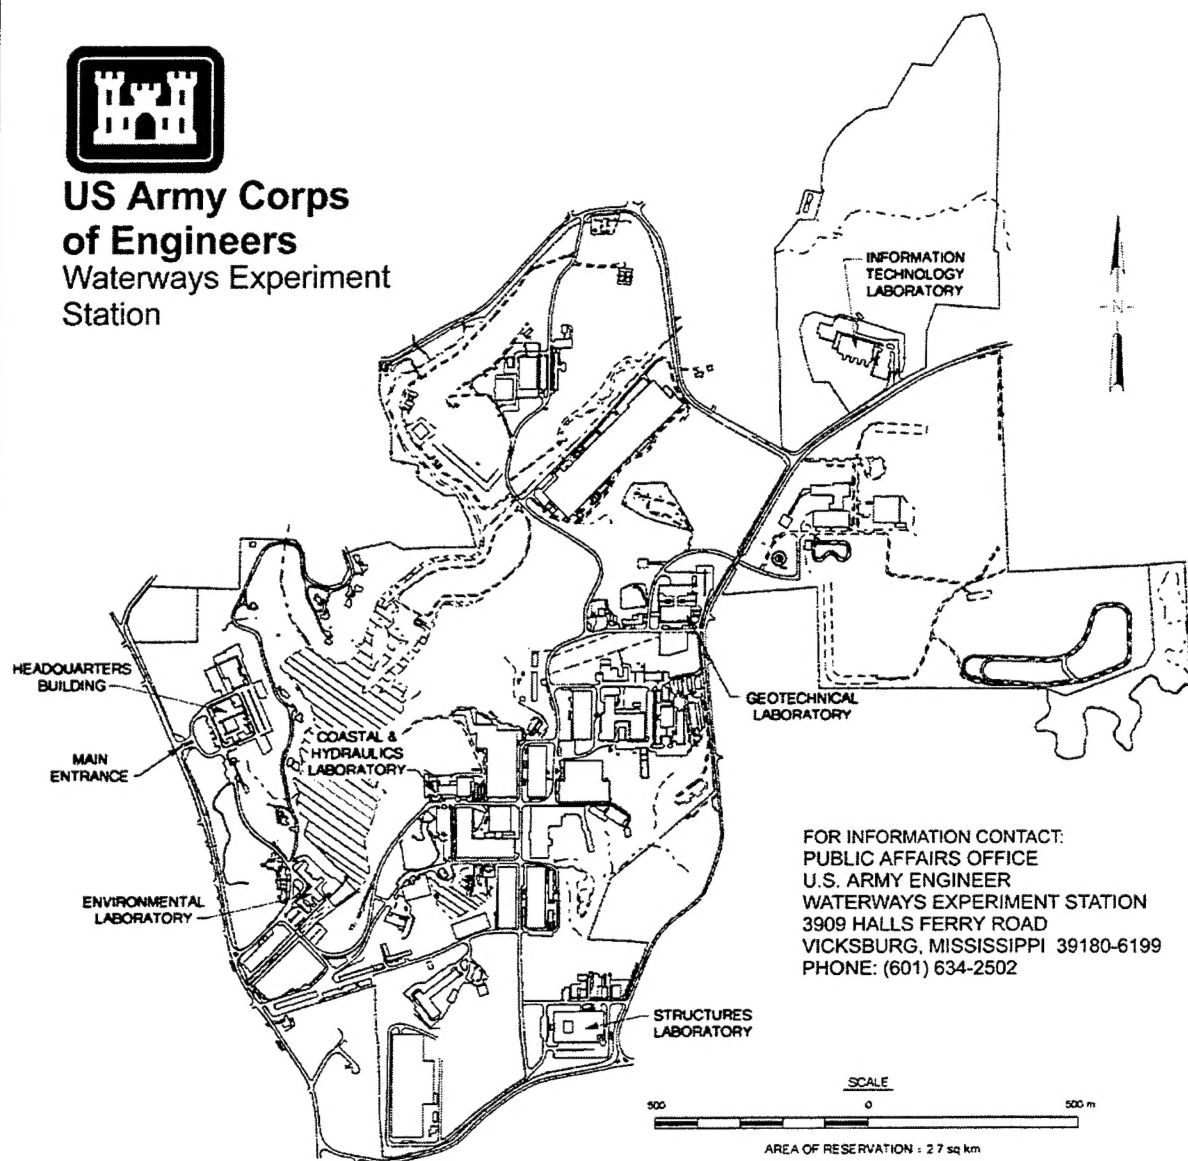 US Army Corps
of Engineers
Waterways Experiment
Station
INFORMATION
TECHNOLOGY
LABORATORY
N
HEADQUARTERS
BUILDING
MAIN
ENTRANCE
COASTAL &
HYDRAULICS
LABORATORY
GEOTECHNICAL
LABORATORY
ENVIRONMENTAL
LABORATORY
FOR INFORMATION CONTACT:
PUBLIC AFFAIRS OFFICE
U.S. ARMY ENGINEER
WATERWAYS EXPERIMENT STATION
3909 HALLS FERRY ROAD
VICKSBURG, MISSISSIPPI 39180-6199
PHONE: (601) 634-2502
STRUCTURES
LABORATORY
SCALE
500 0 500 m
AREA OF RESERVATION : 2.7 sq km